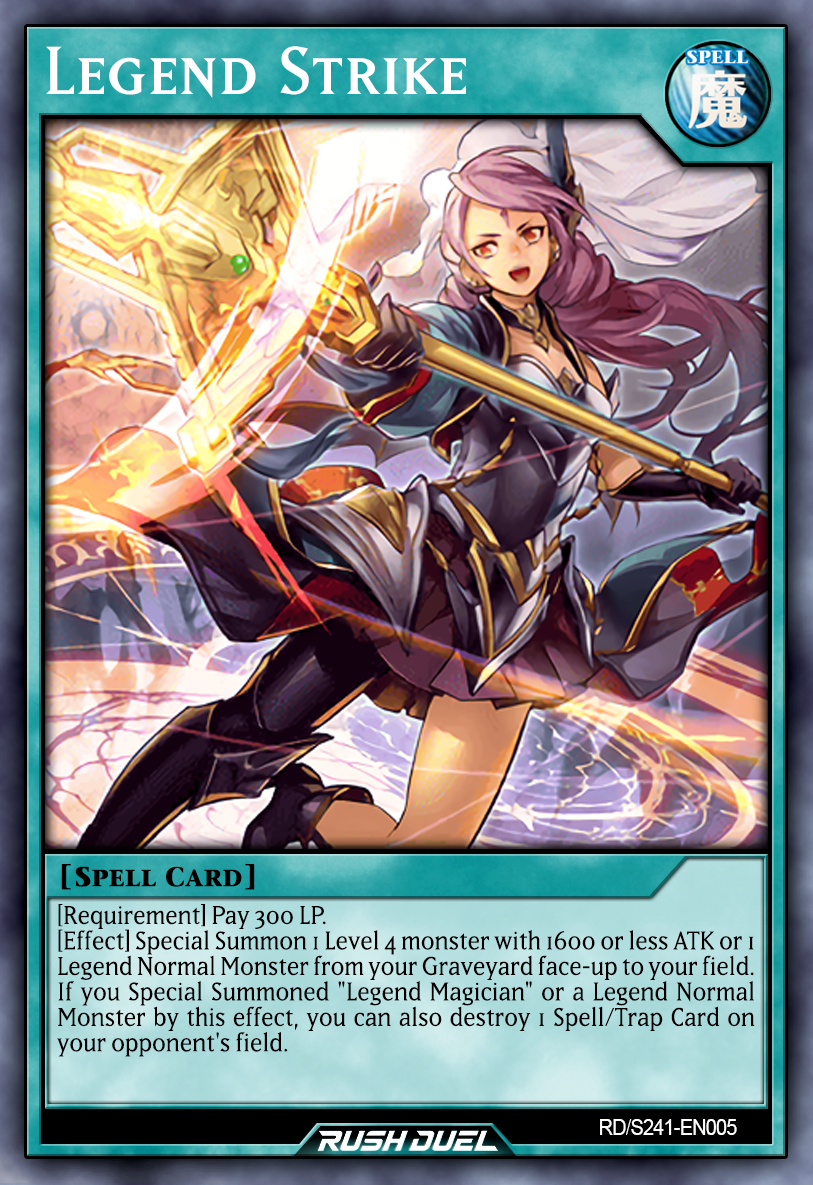 Legend Strike
SPELL
魔
[Spell Card]
[Requirement] Pay 300 LP.
[Effect] Special Summon 1 Level 4 monster with 1600 or less ATK or 1
Legend Normal Monster from your Graveyard face-up to your field.
If you Special Summoned "Legend Magician" or a Legend Normal
Monster by this effect, you can also destroy 1 Spell/Trap Card on
your opponent's field.
RD/S241-EN005
RUSH DUEL